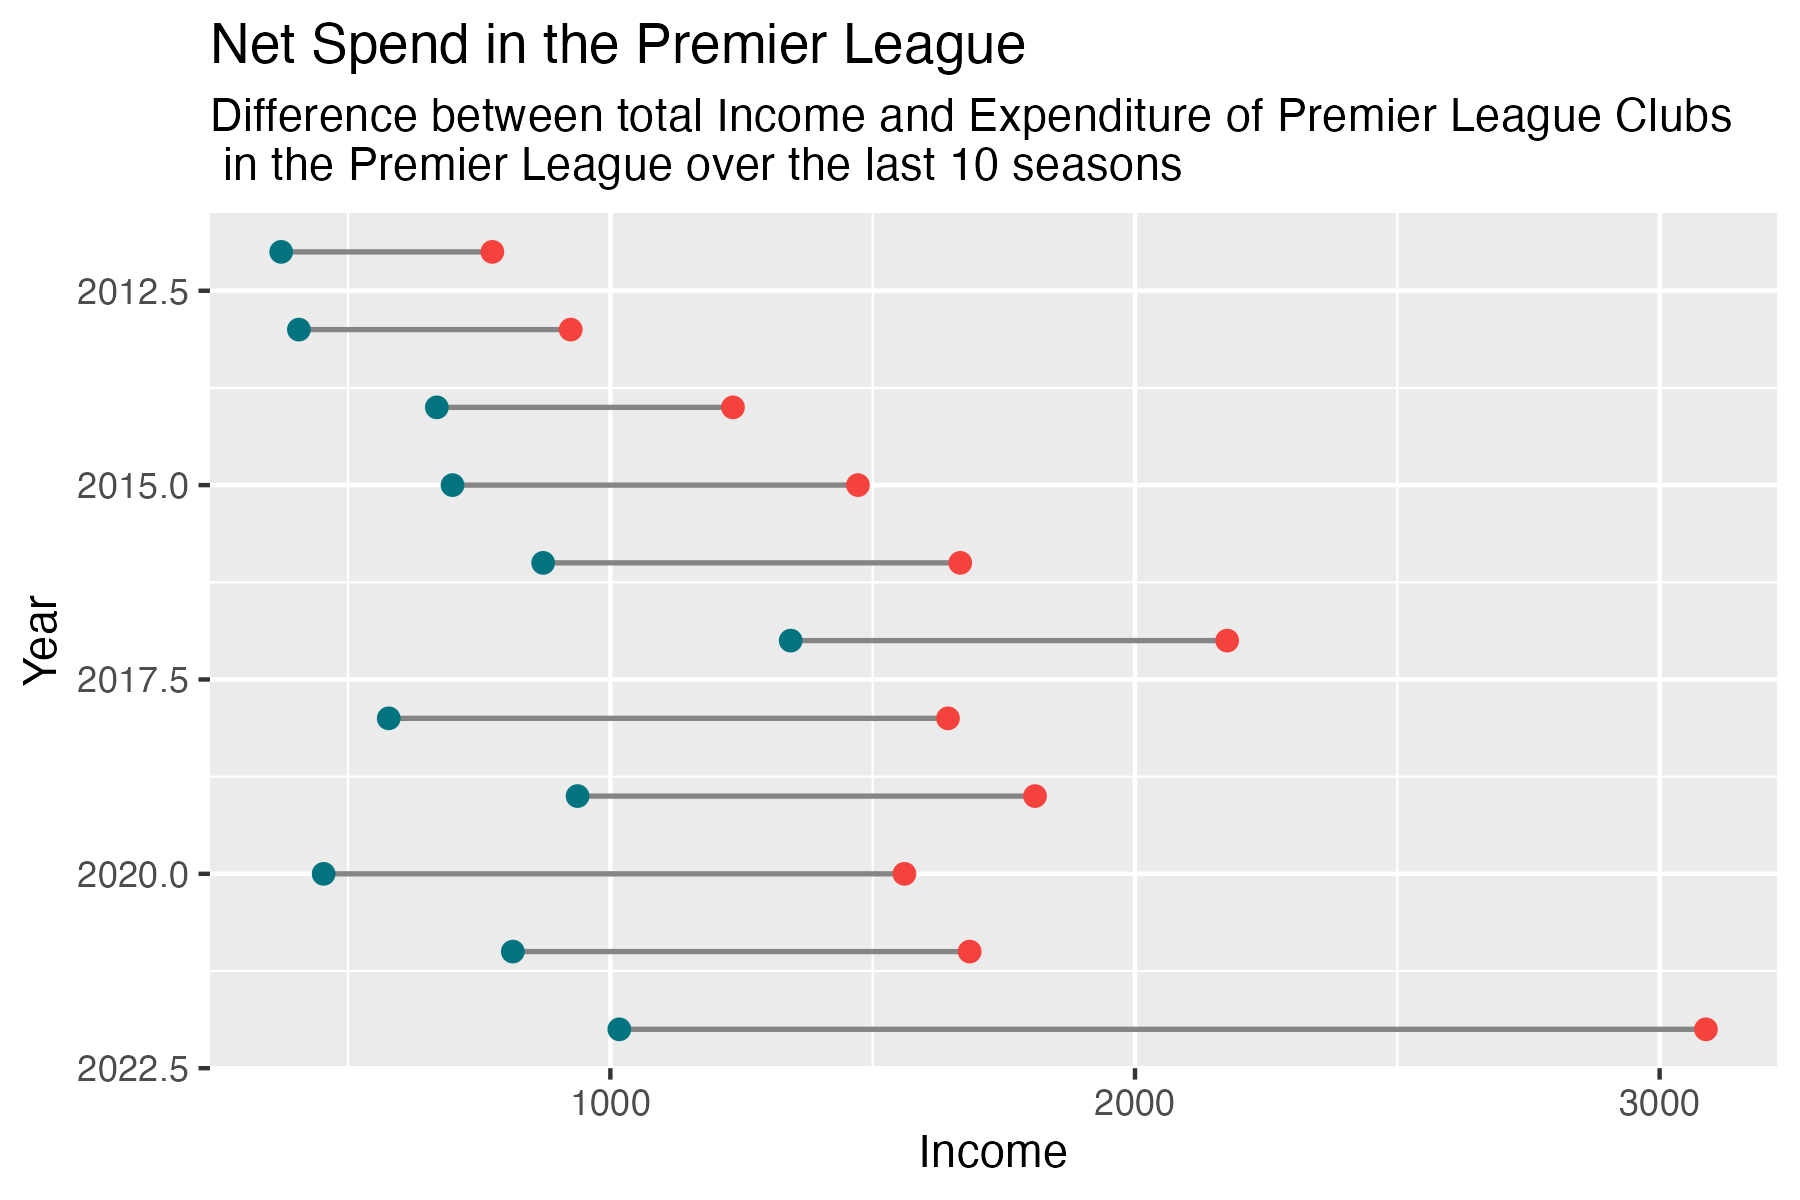 Net Spend in the Premier League
Difference between total Income and Expenditure of Premier League Clubs
in the Premier League over the last 10 seasons
2012.5
2015.0
2017.5
2020.0
2022.5
Year
1000
2000
3000
Income